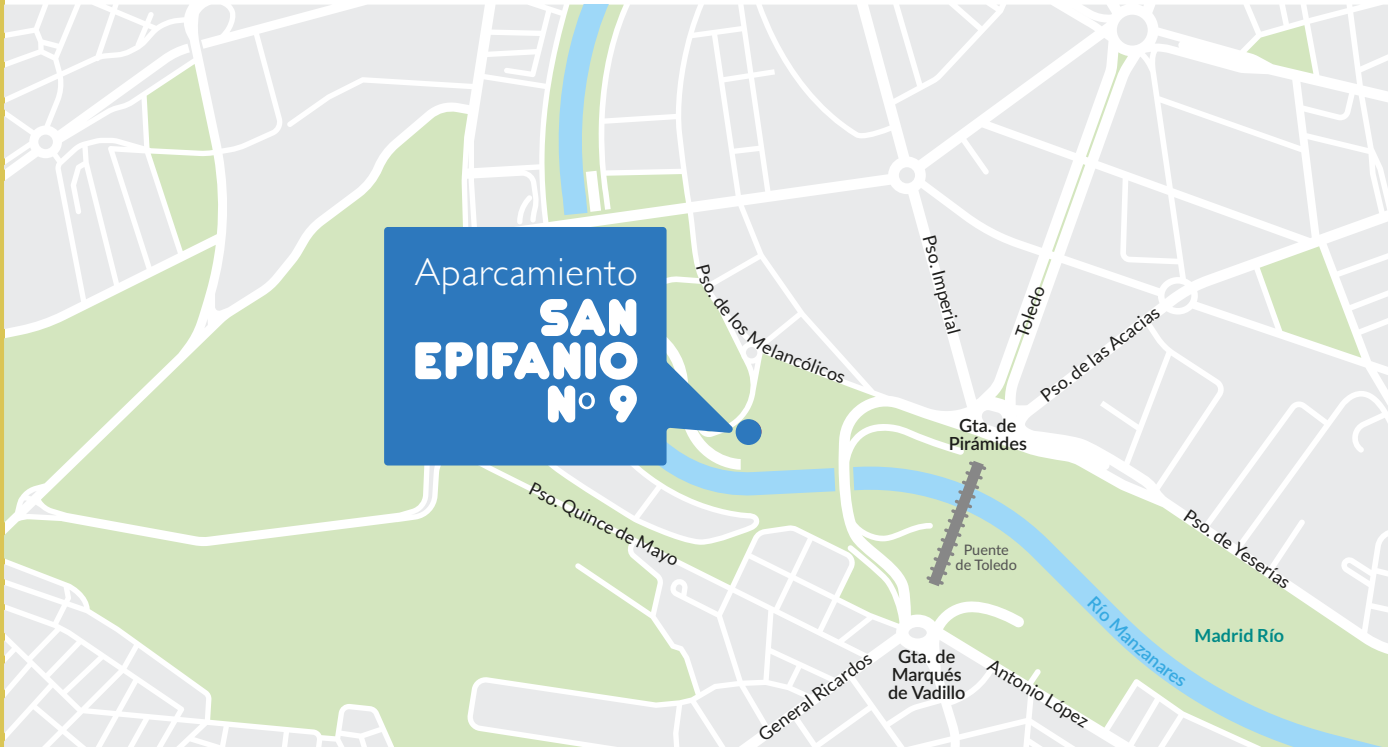 Aparcamiento
SAN
EPIFANIO
Nº 9
Pso. de los Melancólicos
Pso. Imperial
Toledo
Pso. de las Acacias
Gta. de
Pirámides
Pso. Quince de Mayo
Puente
de Toledo
Pso. de Yeserías
Río Manzanares
Madrid Río
General Ricardos
Gta. de
Marqués
de Vadillo
Antonio López